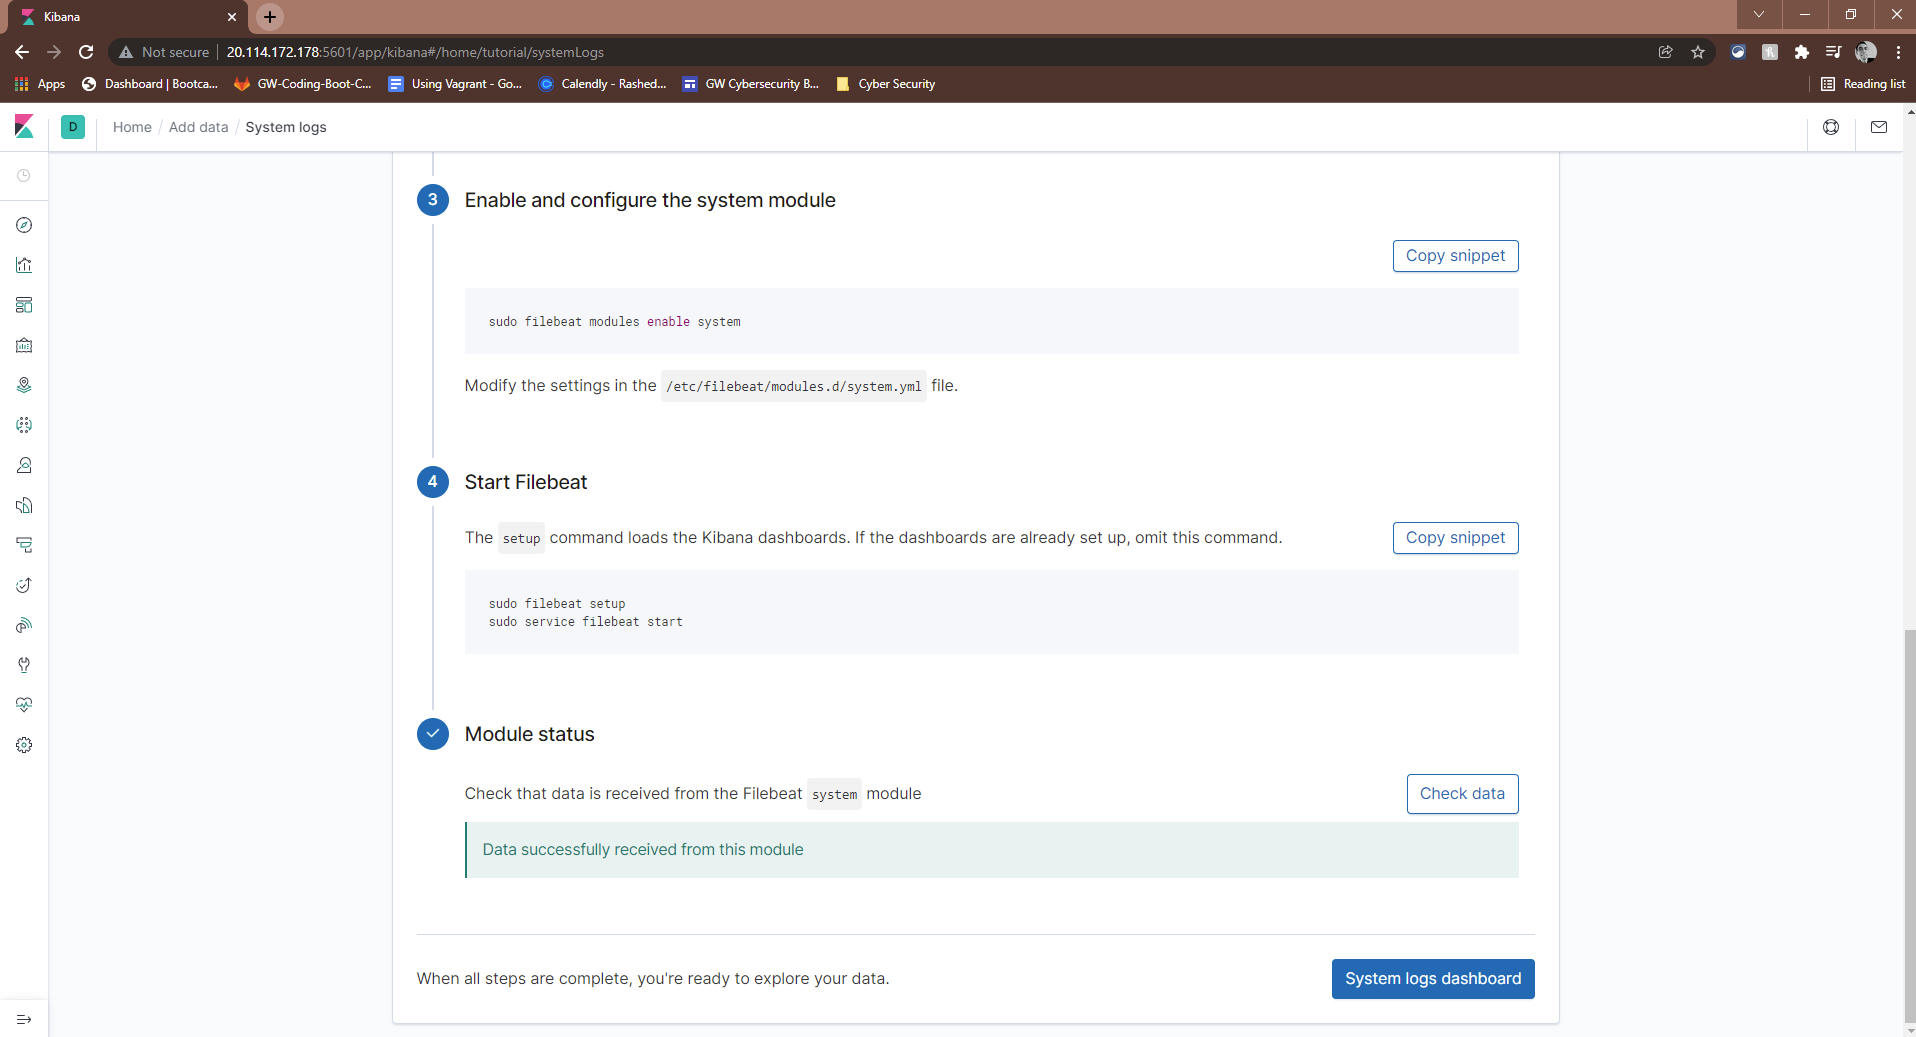 Kibana
Not secure
20.114.172.178:5601/app/kibana#/home/tutorial/systemLogs
Apps
Dashboard | Bootca...
GW-Coding-Boot-C...
Using Vagrant - Go...
Calendly - Rashed...
GW Cybersecurity B...
Cyber Security
Reading list
D
Home / Add data / System logs
3
Enable and configure the system module
Copy snippet
sudo filebeat modules enable system
Modify the settings in the /etc/filebeat/modules.d/system.yml file.
4
Start Filebeat
The setup command loads the Kibana dashboards. If the dashboards are already set up, omit this command.
Copy snippet
sudo filebeat setup
sudo service filebeat start
Module status
Check that data is received from the Filebeat system module
Check data
Data successfully received from this module
When all steps are complete, you're ready to explore your data.
System logs dashboard